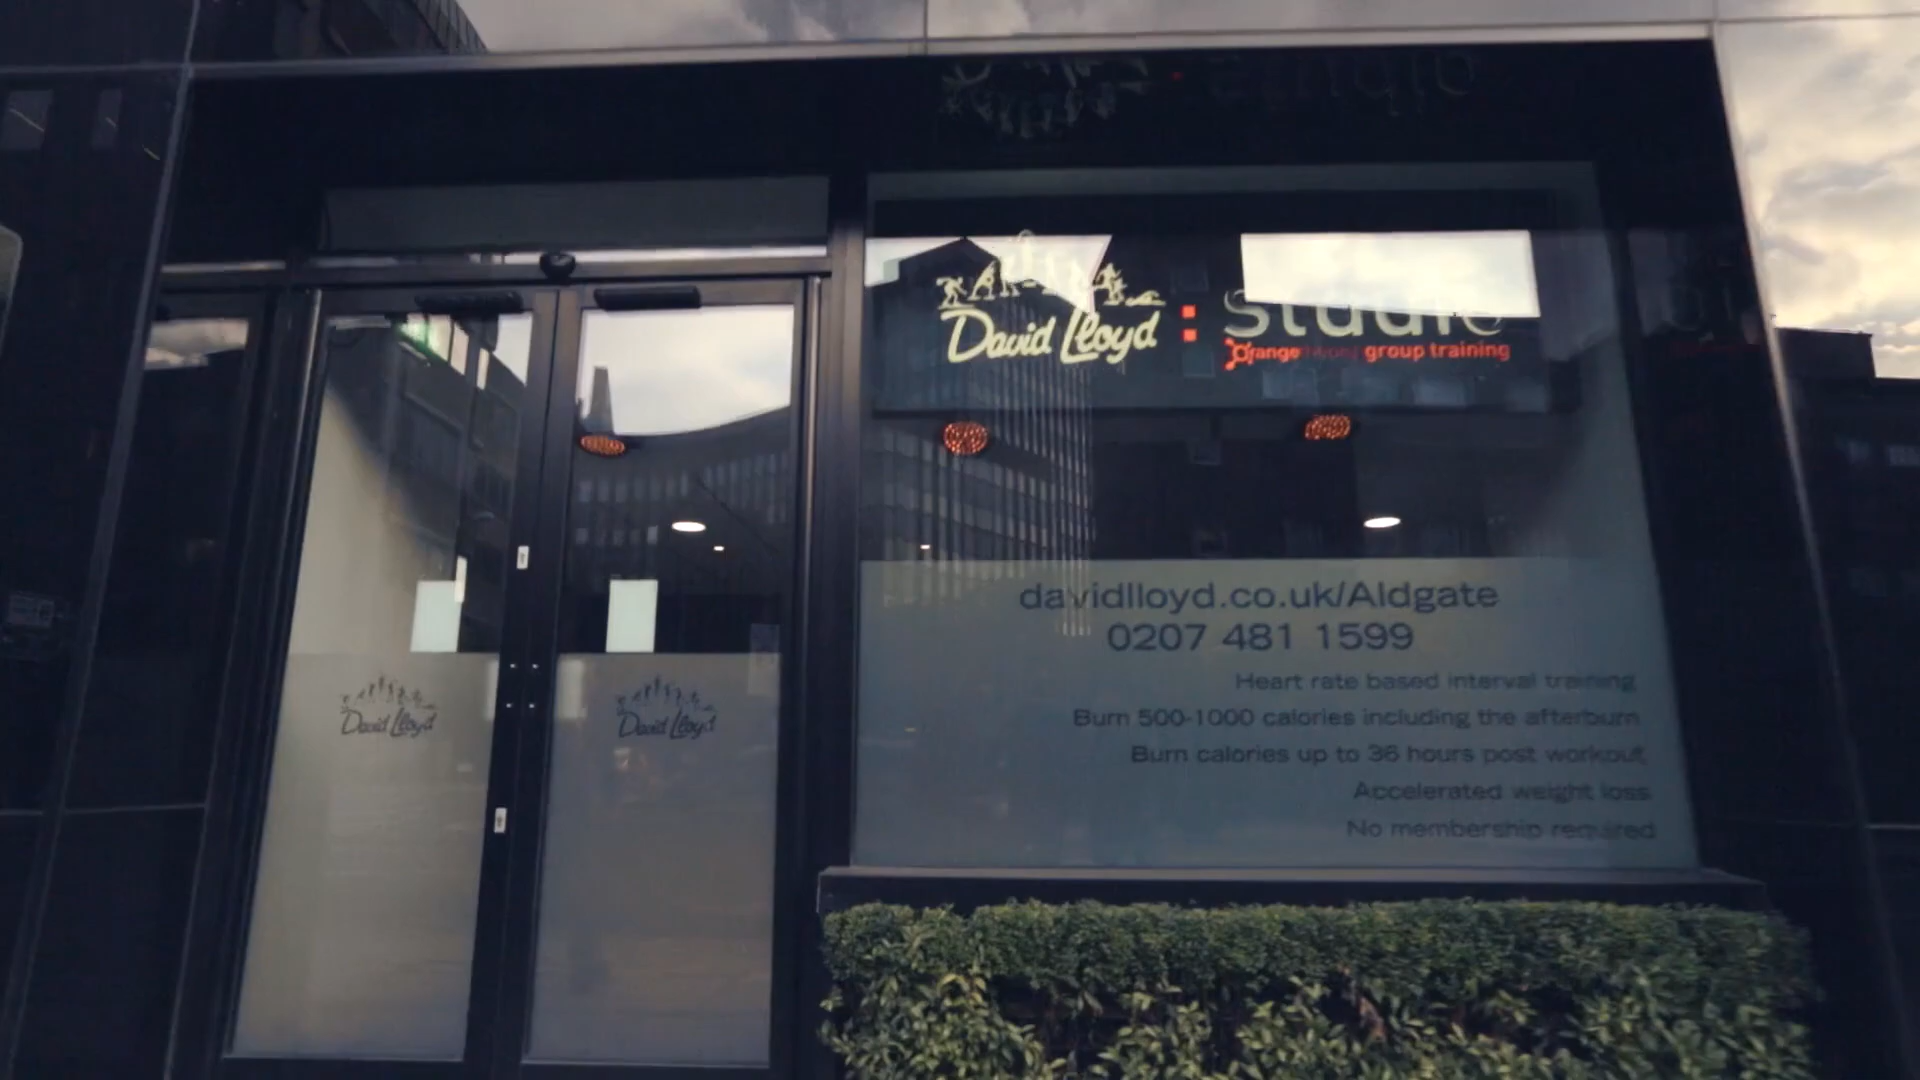 David Lloyd : studio
Orangetheory group training
davidlloyd.co.uk/Aldgate
0207 481 1599
Heart rate based interval training
Burn 500-1000 calories including the afterburn
Burn calories up to 36 hours post workout
Accelerated weight loss
No membership required
David Lloyd
David Lloyd